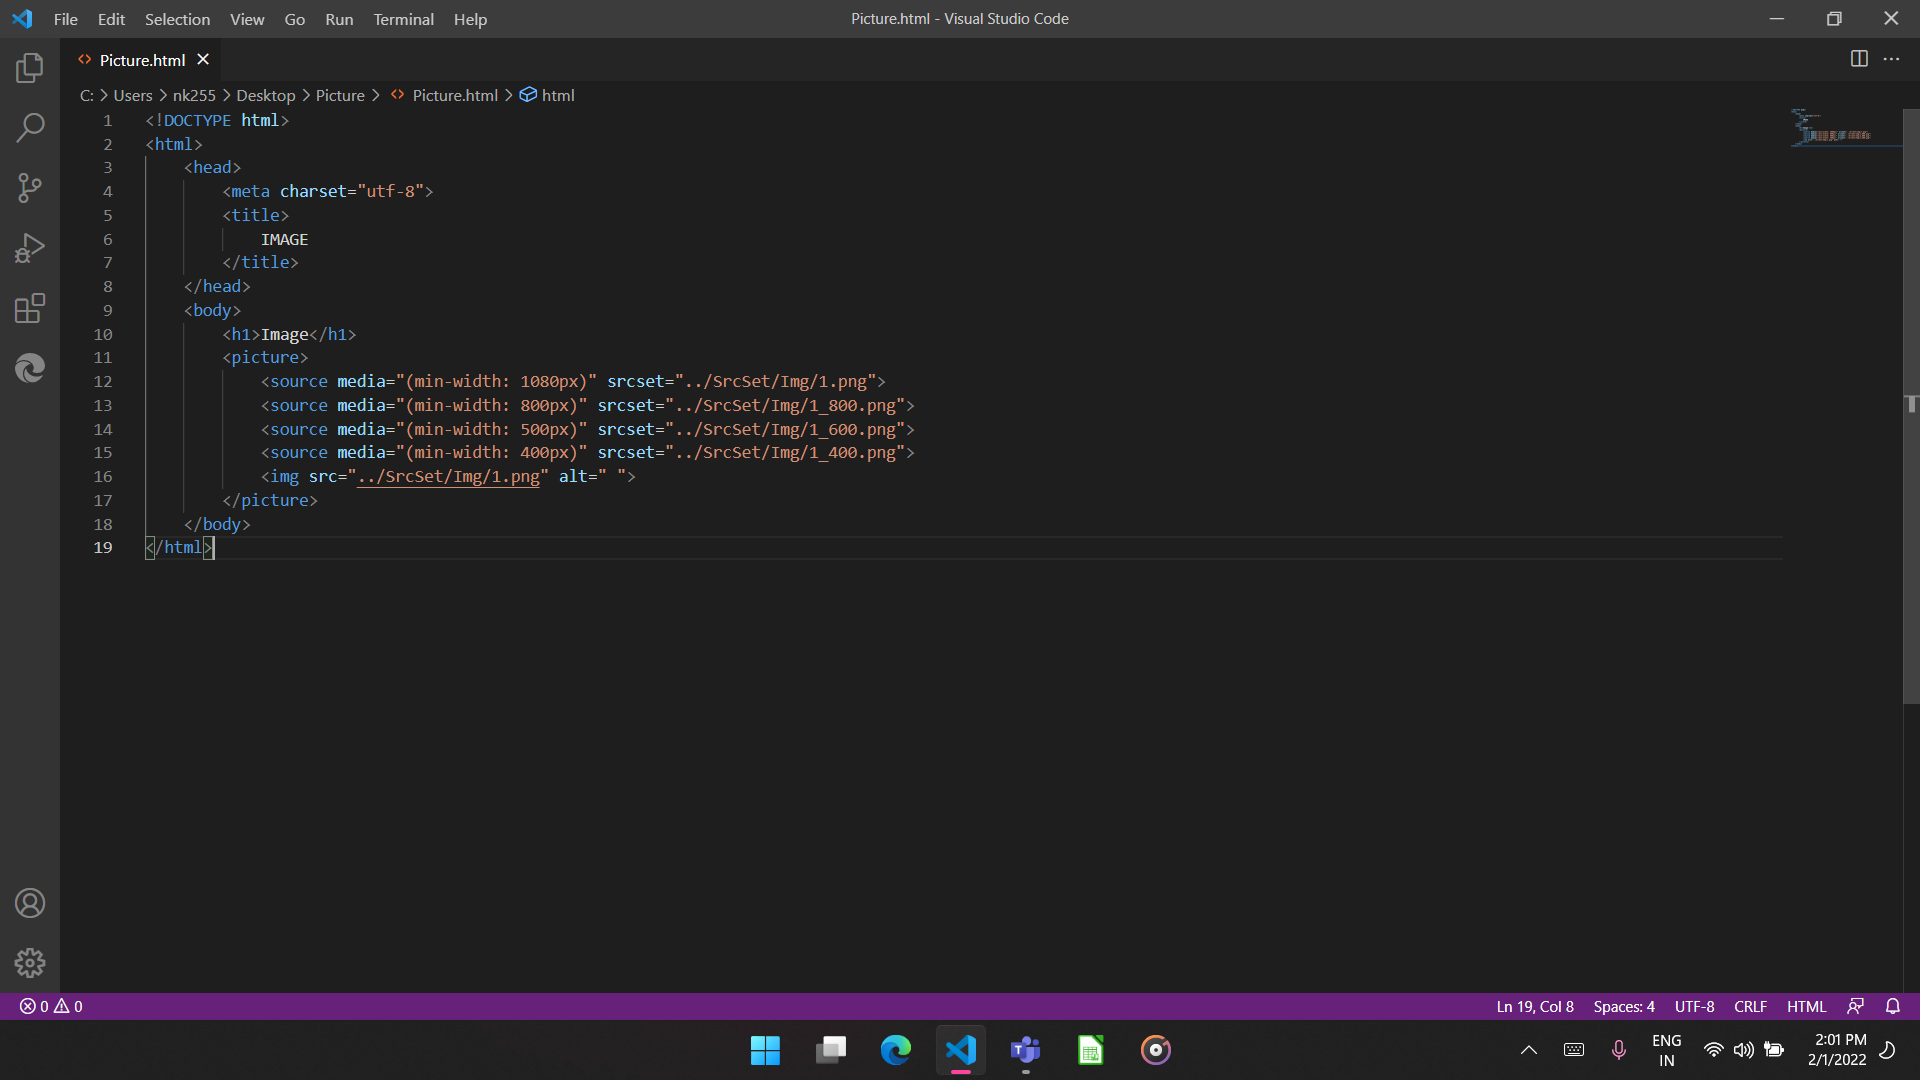 File Edit Selection View Go Run Terminal Help
Picture.html - Visual Studio Code
Picture.html
C: > Users > nk255 > Desktop > Picture > Picture.html > html
1 <!DOCTYPE html>
2 <html>
3 <head>
4 <meta charset="utf-8">
5 <title>
6 IMAGE
7 </title>
8 </head>
9 <body>
10 <h1>Image</h1>
11 <picture>
12 <source media="(min-width: 1080px)" srcset="../SrcSet/Img/1.png">
13 <source media="(min-width: 800px)" srcset="../SrcSet/Img/1_800.png">
14 <source media="(min-width: 500px)" srcset="../SrcSet/Img/1_600.png">
15 <source media="(min-width: 400px)" srcset="../SrcSet/Img/1_400.png">
16 <img src="../SrcSet/Img/1.png" alt=" ">
17 </picture>
18 </body>
19 </html>
0 0
Ln 19, Col 8 Spaces: 4 UTF-8 CRLF HTML
ENG
IN
2:01 PM
2/1/2022